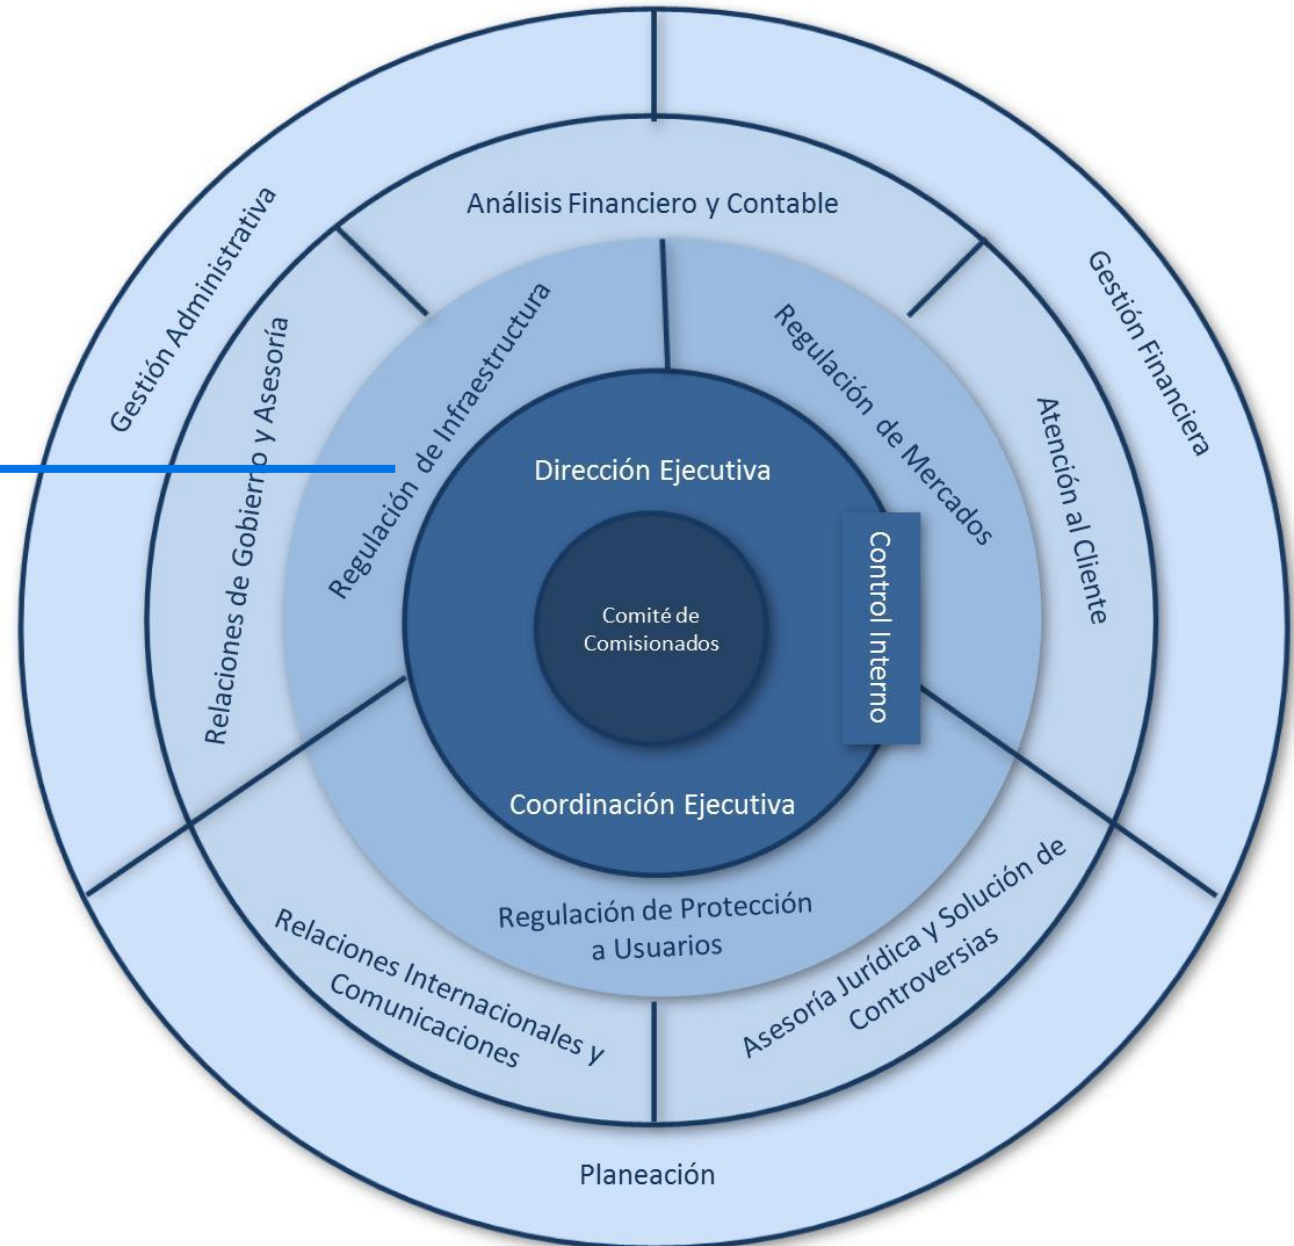 Análisis Financiero y Contable
Gestión Administrativa
Gestión Financiera
Relaciones de Gobierno y Asesoría
Regulación de Infraestructura
Regulación de Mercados
Atención al Cliente
Dirección Ejecutiva
Control Interno
Comité de
Comisionados
Coordinación Ejecutiva
Regulación de Protección
a Usuarios
Relaciones Internacionales y
Comunicaciones
Asesoría Jurídica y Solución de
Controversias
Planeación